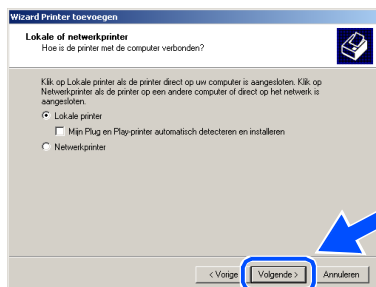 Wizard Printer toevoegen
Lokale of netwerkprinter
Hoe is de printer met de computer verbonden?
Klik op Lokale printer als de printer direct op uw computer is aangesloten. Klik op
Netwerkprinter als de printer op een andere computer of direct op het netwerk is
aangesloten.
Lokale printer
Mijn Plug en Play-printer automatisch detecteren en installeren
Netwerkprinter
< Vorige
Volgende >
Annuleren